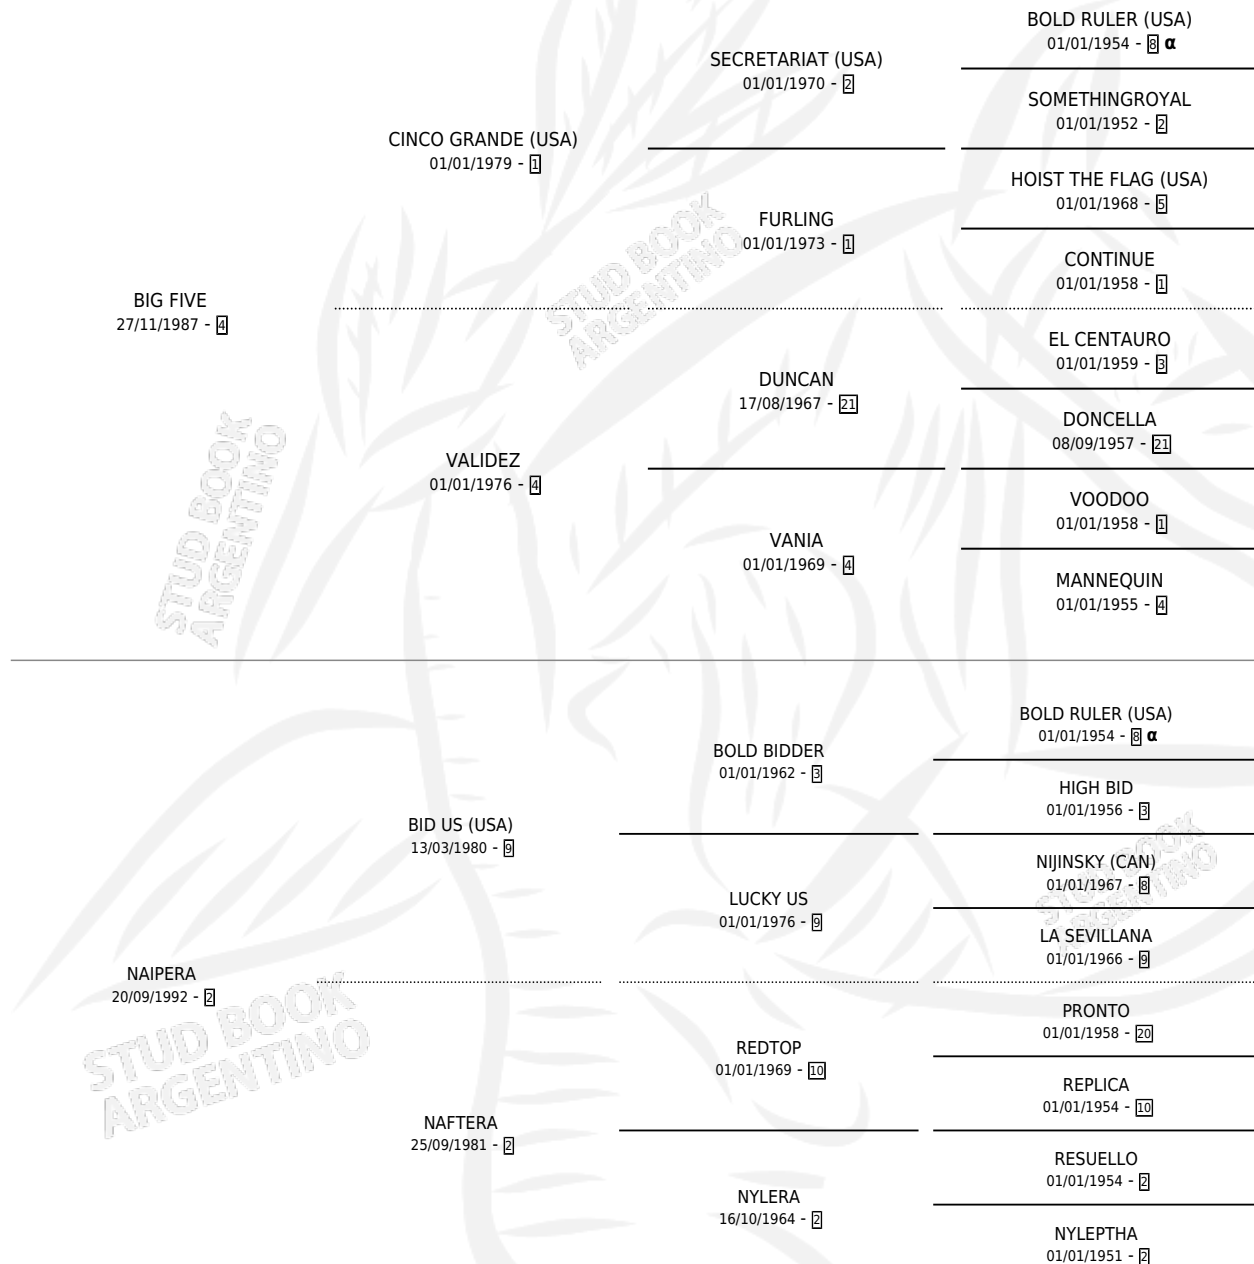 BOLD RULER (USA)
01/01/1954 - 8 α
SECRETARIAT (USA)
01/01/1970 - 2
SOMETHINGROYAL
01/01/1952 - 2
CINCO GRANDE (USA)
01/01/1979 - 1
HOIST THE FLAG (USA)
01/01/1968 - 5
FURLING
01/01/1973 - 1
CONTINUE
01/01/1958 - 1
BIG FIVE
27/11/1987 - 4
EL CENTAURO
01/01/1959 - 3
DUNCAN
17/08/1967 - 21
DONCELLA
08/09/1957 - 21
VALIDEZ
01/01/1976 - 4
VOODOO
01/01/1958 - 1
VANIA
01/01/1969 - 4
MANNEQUIN
01/01/1955 - 4
STUD BOOK
ARGENTINO
STUD BOOK
ARGENTINO
BOLD RULER (USA)
01/01/1954 - 8 α
BOLD BIDDER
01/01/1962 - 3
HIGH BID
01/01/1956 - 3
BID US (USA)
13/03/1980 - 9
NIJINSKY (CAN)
01/01/1967 - 8
LUCKY US
01/01/1976 - 9
LA SEVILLANA
01/01/1966 - 9
NAIPERA
20/09/1992 - 2
PRONTO
01/01/1958 - 20
REDTOP
01/01/1969 - 10
REPLICA
01/01/1954 - 10
NAFTERA
25/09/1981 - 2
RESUELLO
01/01/1954 - 2
NYLERA
16/10/1964 - 2
NYLEPTHA
01/01/1951 - 2
STUD BOOK
ARGENTINO
STUD BOOK
ARGENTINO